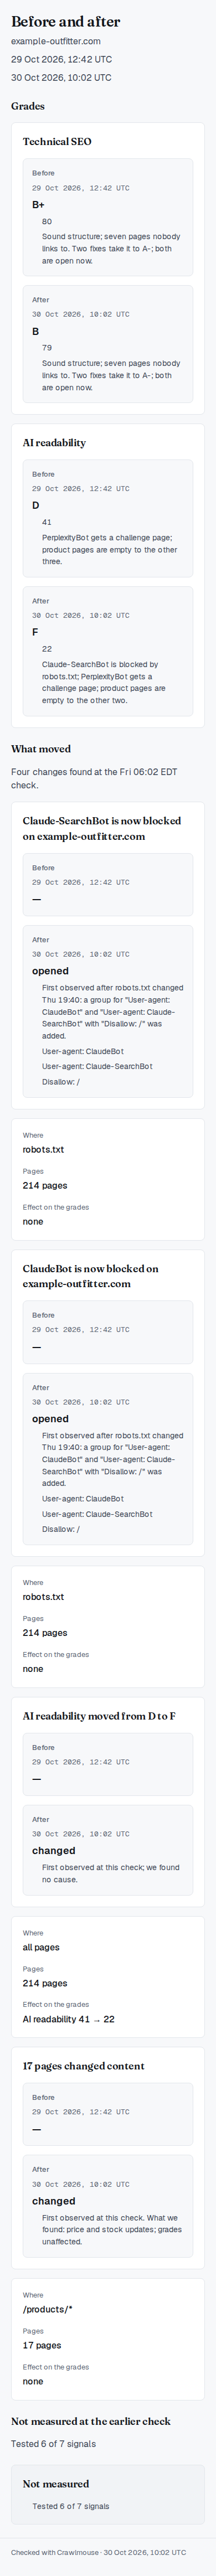 Before and after
example-outfitter.com
29 Oct 2026, 12:42 UTC
30 Oct 2026, 10:02 UTC
Grades
Technical SEO
Before
29 Oct 2026, 12:42 UTC
B+
80
Sound structure; seven pages nobody
links to. Two fixes take it to A-; both
are open now.
After
30 Oct 2026, 10:02 UTC
B
79
Sound structure; seven pages nobody
links to. Two fixes take it to A-; both
are open now.
AI readability
Before
29 Oct 2026, 12:42 UTC
D
41
PerplexityBot gets a challenge page;
product pages are empty to the other
three.
After
30 Oct 2026, 10:02 UTC
F
22
Claude-SearchBot is blocked by
robots.txt; PerplexityBot gets a
challenge page; product pages are
empty to the other two.
What moved
Four changes found at the Fri 06:02 EDT
check.
Claude-SearchBot is now blocked
on example-outfitter.com
Before
29 Oct 2026, 12:42 UTC
—
After
30 Oct 2026, 10:02 UTC
opened
First observed after robots.txt changed
Thu 19:40: a group for "User-agent:
ClaudeBot" and "User-agent: Claude-
SearchBot" with "Disallow: /" was
added.
User-agent: ClaudeBot
User-agent: Claude-SearchBot
Disallow: /
Where
robots.txt
Pages
214 pages
Effect on the grades
none
ClaudeBot is now blocked on
example-outfitter.com
Before
29 Oct 2026, 12:42 UTC
—
After
30 Oct 2026, 10:02 UTC
opened
First observed after robots.txt changed
Thu 19:40: a group for "User-agent:
ClaudeBot" and "User-agent: Claude-
SearchBot" with "Disallow: /" was
added.
User-agent: ClaudeBot
User-agent: Claude-SearchBot
Disallow: /
Where
robots.txt
Pages
214 pages
Effect on the grades
none
AI readability moved from D to F
Before
29 Oct 2026, 12:42 UTC
—
After
30 Oct 2026, 10:02 UTC
changed
First observed at this check; we found
no cause.
Where
all pages
Pages
214 pages
Effect on the grades
AI readability 41 → 22
17 pages changed content
Before
29 Oct 2026, 12:42 UTC
—
After
30 Oct 2026, 10:02 UTC
changed
First observed at this check. What we
found: price and stock updates; grades
unaffected.
Where
/products/*
Pages
17 pages
Effect on the grades
none
Not measured at the earlier check
Tested 6 of 7 signals
Not measured
Tested 6 of 7 signals
Checked with Crawlmouse · 30 Oct 2026, 10:02 UTC